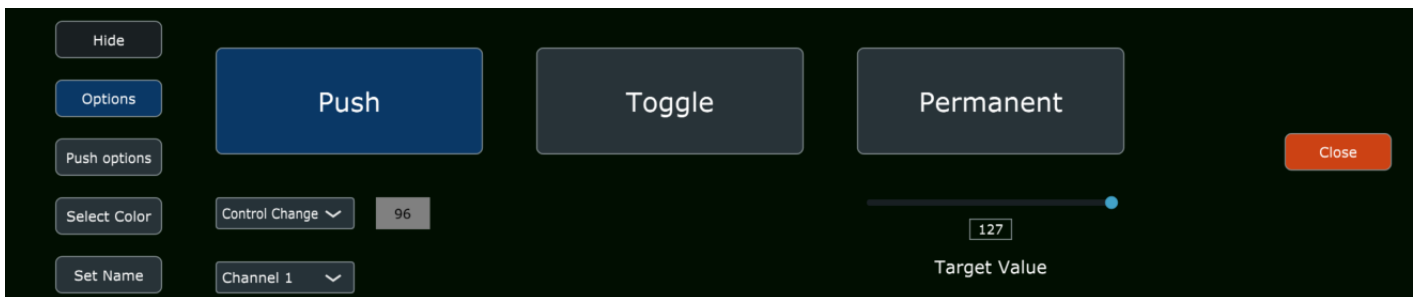 Hide
Options
Push options
Select Color
Set Name
Push
Toggle
Permanent
Control Change
96
Channel 1
127
Target Value
Close